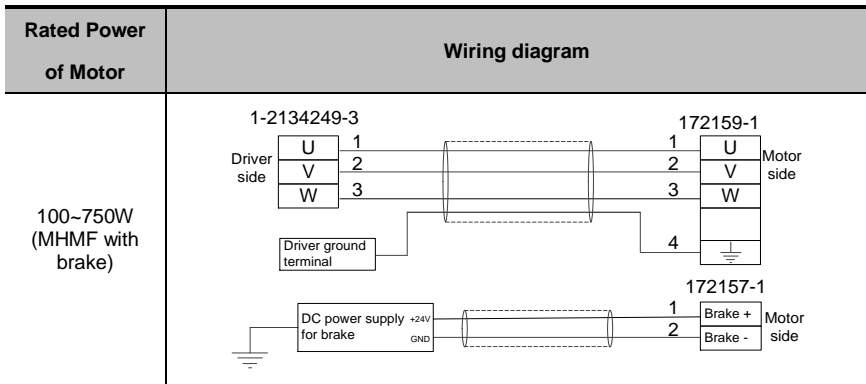 Rated Power
of Motor
Wiring diagram
100~750W
(MHMF with
brake)
1-2134249-3
172159-1
Driver
side
U
V
W
1
2
3
1
2
3
4
U
V
W
Motor
side
Driver ground
terminal
172157-1
DC power supply
for brake
+24V
GND
1
2
Brake +
Brake -
Motor
side